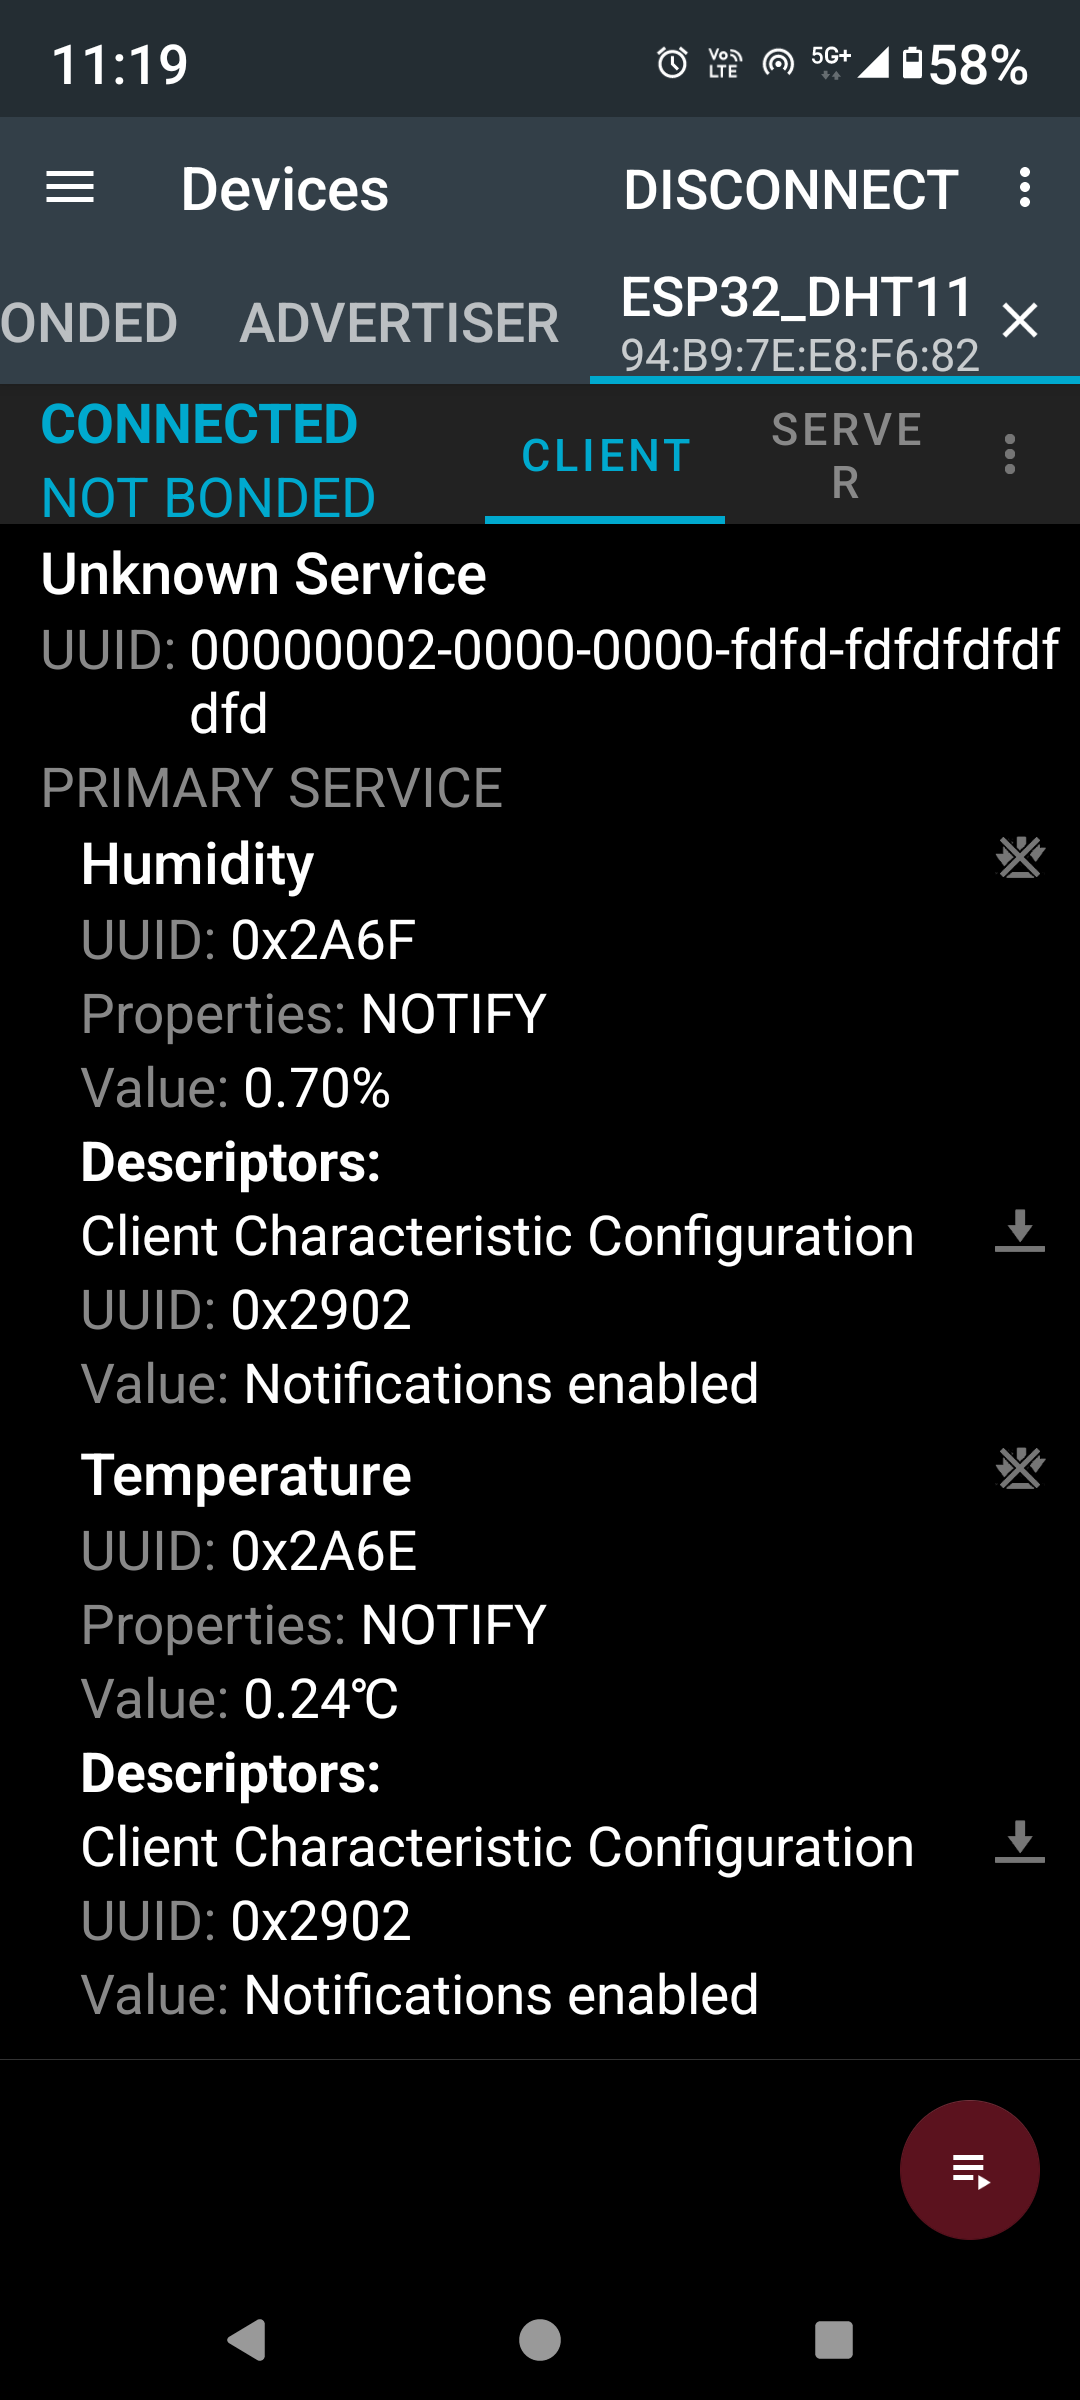 11:19
Vo)) LTE
5G+
58%
Devices
DISCONNECT
ONDED
ADVERTISER
ESP32_DHT11
94:B9:7E:E8:F6:82
CONNECTED
NOT BONDED
CLIENT
SERVE
R
Unknown Service
UUID: 00000002-0000-0000-fdfd-fdfdfdfdf
dfd
PRIMARY SERVICE
Humidity
UUID: 0x2A6F
Properties: NOTIFY
Value: 0.70%
Descriptors:
Client Characteristic Configuration
UUID: 0x2902
Value: Notifications enabled
Temperature
UUID: 0x2A6E
Properties: NOTIFY
Value: 0.24℃
Descriptors:
Client Characteristic Configuration
UUID: 0x2902
Value: Notifications enabled